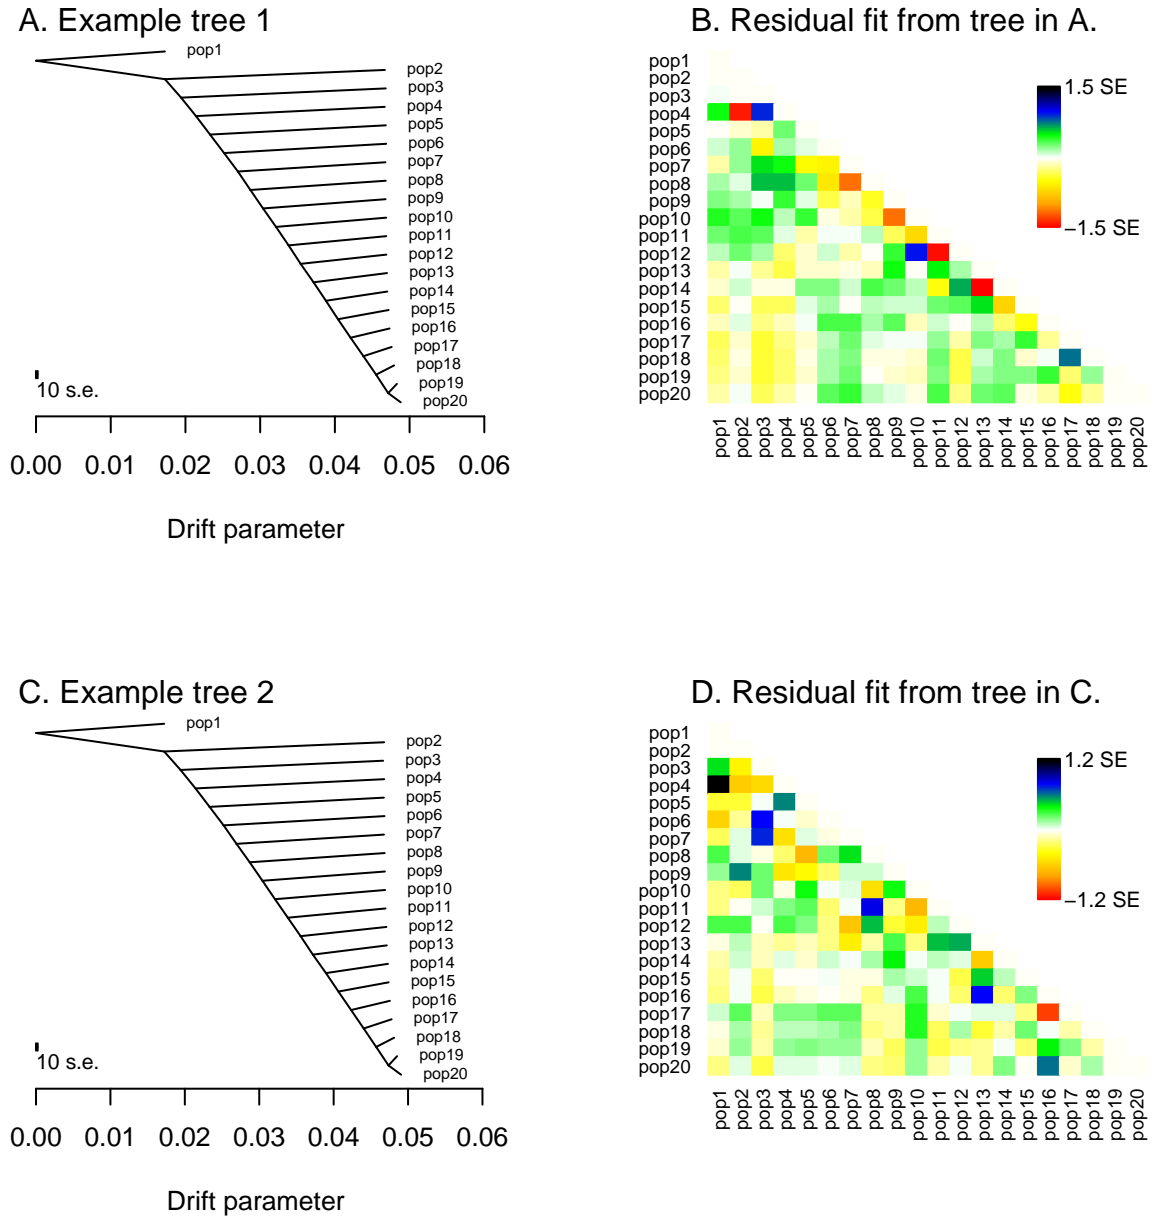 A. Example tree 1
pop1
pop2
pop3
pop4
pop5
pop6
pop7
pop8
pop9
pop10
pop11
pop12
pop13
pop14
pop15
pop16
pop17
pop18
pop19
pop20
10 s.e.
0.00 0.01 0.02 0.03 0.04 0.05 0.06
Drift parameter
B. Residual fit from tree in A.
pop1
pop2
pop3
pop4
pop5
pop6
pop7
pop8
pop9
pop10
pop11
pop12
pop13
pop14
pop15
pop16
pop17
pop18
pop19
pop20
1.5 SE
−1.5 SE
pop1 pop2 pop3 pop4 pop5 pop6 pop7 pop8 pop9 pop10 pop11 pop12 pop13 pop14 pop15 pop16 pop17 pop18 pop19 pop20
C. Example tree 2
pop1
pop2
pop3
pop4
pop5
pop6
pop7
pop8
pop9
pop10
pop11
pop12
pop13
pop14
pop15
pop16
pop17
pop18
pop19
pop20
10 s.e.
0.00 0.01 0.02 0.03 0.04 0.05 0.06
Drift parameter
D. Residual fit from tree in C.
pop1
pop2
pop3
pop4
pop5
pop6
pop7
pop8
pop9
pop10
pop11
pop12
pop13
pop14
pop15
pop16
pop17
pop18
pop19
pop20
1.2 SE
−1.2 SE
pop1 pop2 pop3 pop4 pop5 pop6 pop7 pop8 pop9 pop10 pop11 pop12 pop13 pop14 pop15 pop16 pop17 pop18 pop19 pop20